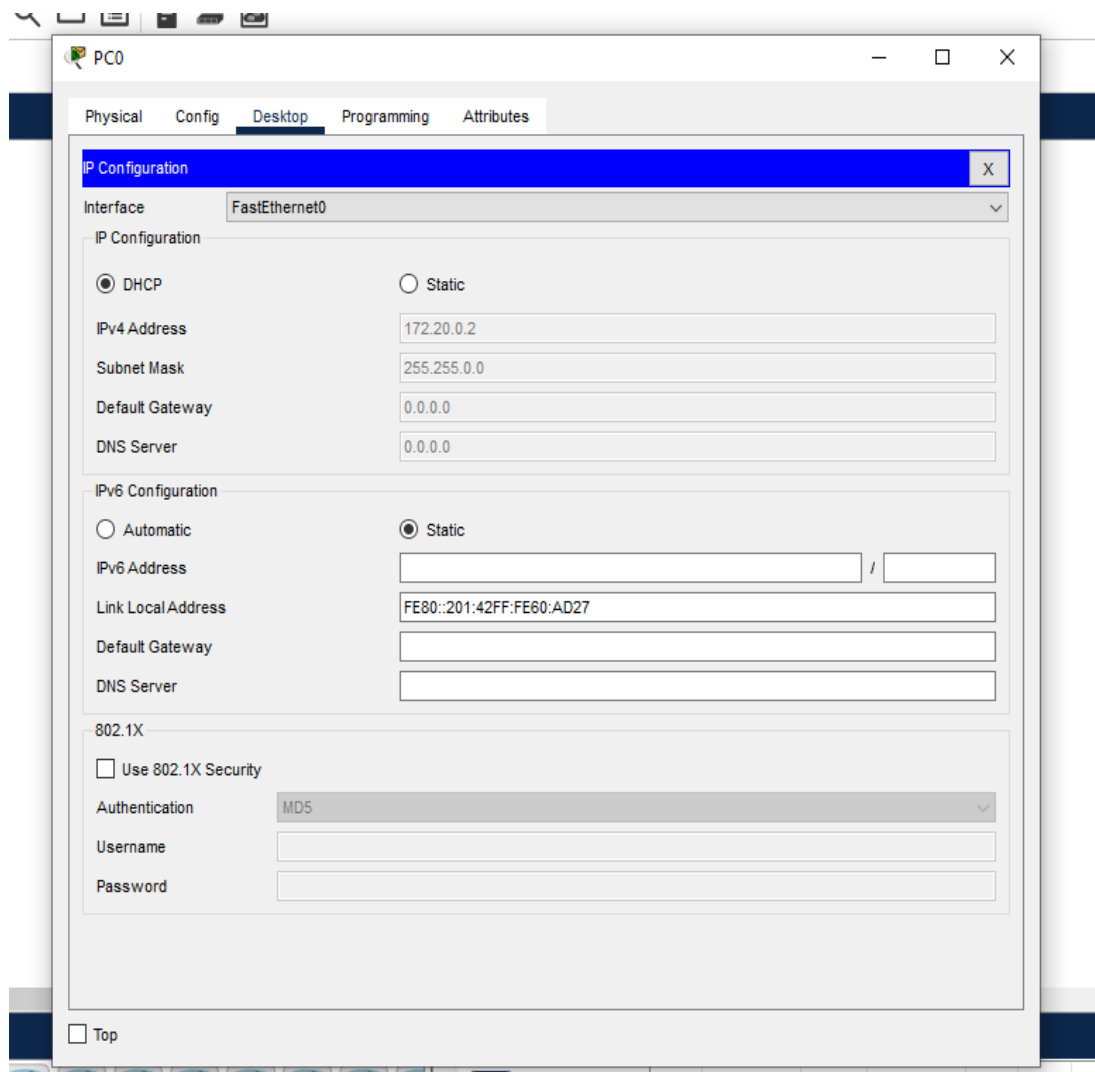 PC0
Physical Config Desktop Programming Attributes
IP Configuration X
Interface FastEthernet0
IP Configuration
DHCP Static
IPv4 Address 172.20.0.2
Subnet Mask 255.255.0.0
Default Gateway 0.0.0.0
DNS Server 0.0.0.0
IPv6 Configuration
Automatic Static
IPv6 Address /
Link Local Address FE80::201:42FF:FE60:AD27
Default Gateway
DNS Server
802.1X
Use 802.1X Security
Authentication MD5
Username
Password
Top